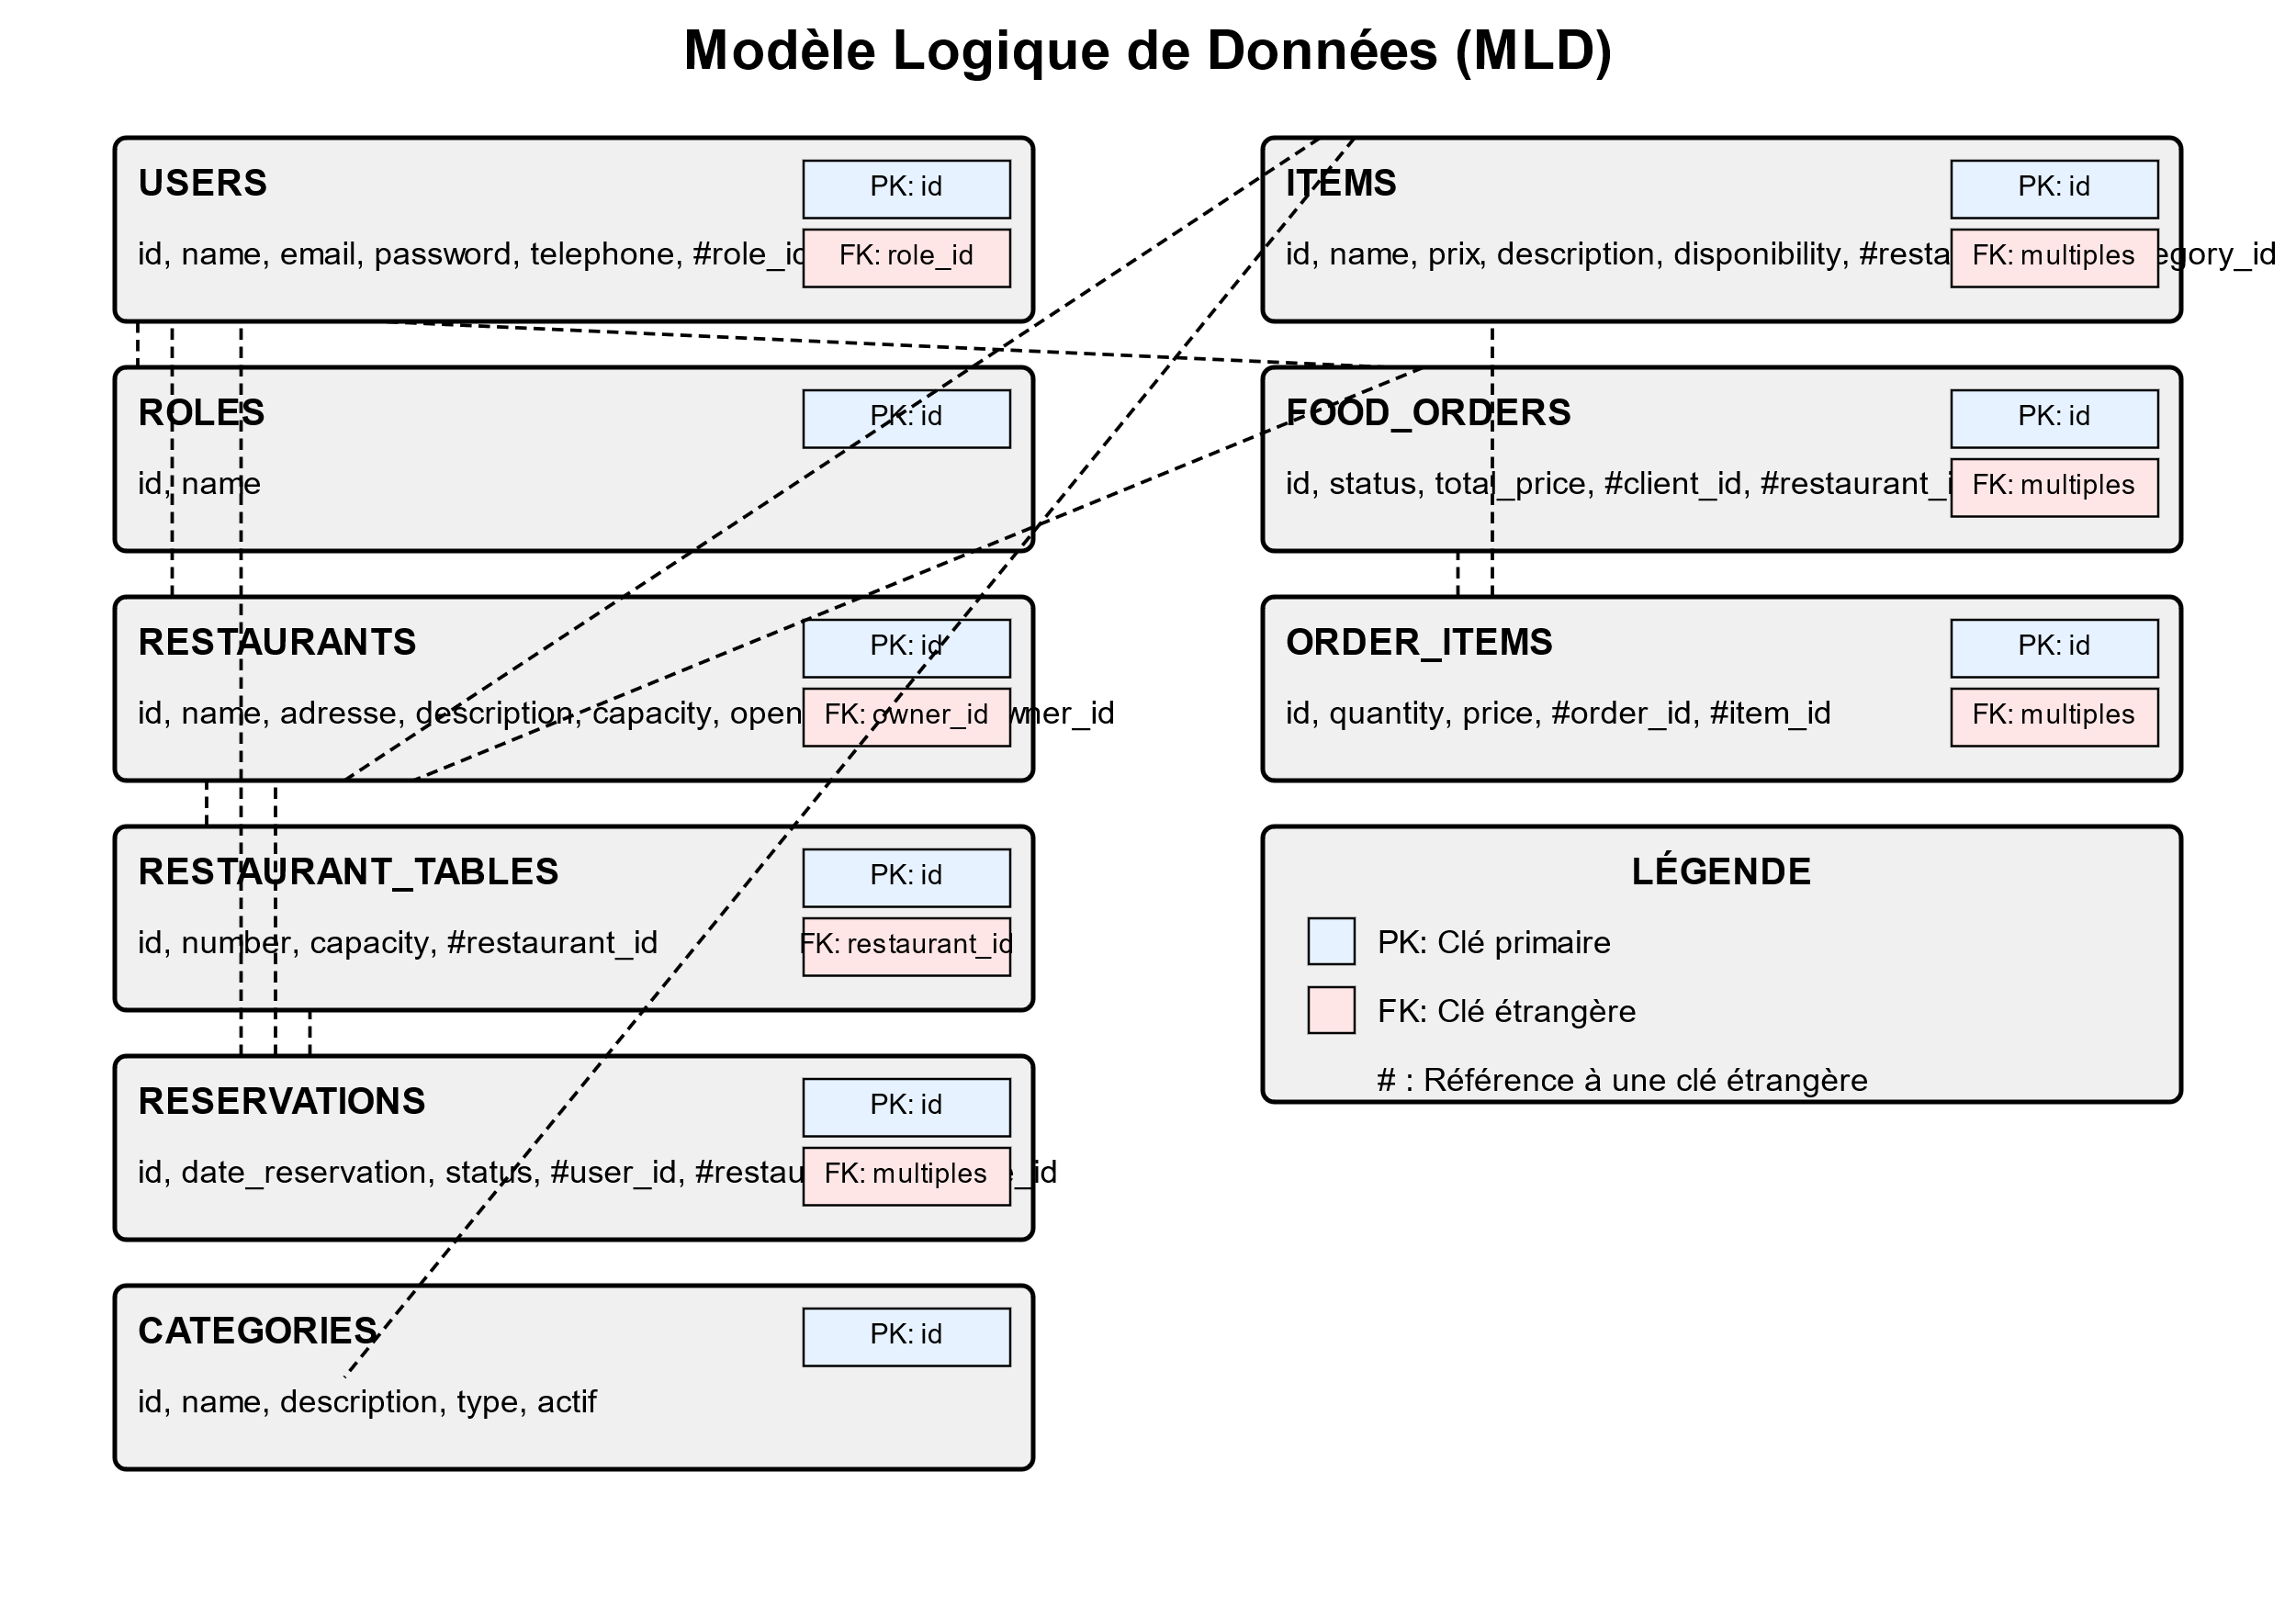 Modèle Logique de Données (MLD)
USERS
PK: id
id, name, email, password, telephone, #role_id
FK: role_id
ROLES
PK: id
id, name
RESTAURANTS
PK: id
id, name, adresse, description, capacity, open
FK: owner_id
wner_id
RESTAURANT_TABLES
PK: id
id, number, capacity, #restaurant_id
FK: restaurant_id
RESERVATIONS
PK: id
id, date_reservation, status, #user_id, #restau
FK: multiples
_id
CATEGORIES
PK: id
id, name, description, type, actif
ITEMS
PK: id
id, name, prix, description, disponibility, #resta
FK: multiples
egory_id
FOOD_ORDERS
PK: id
id, status, total_price, #client_id, #restaurant_i
FK: multiples
ORDER_ITEMS
PK: id
id, quantity, price, #order_id, #item_id
FK: multiples
LÉGENDE
PK: Clé primaire
FK: Clé étrangère
# : Référence à une clé étrangère